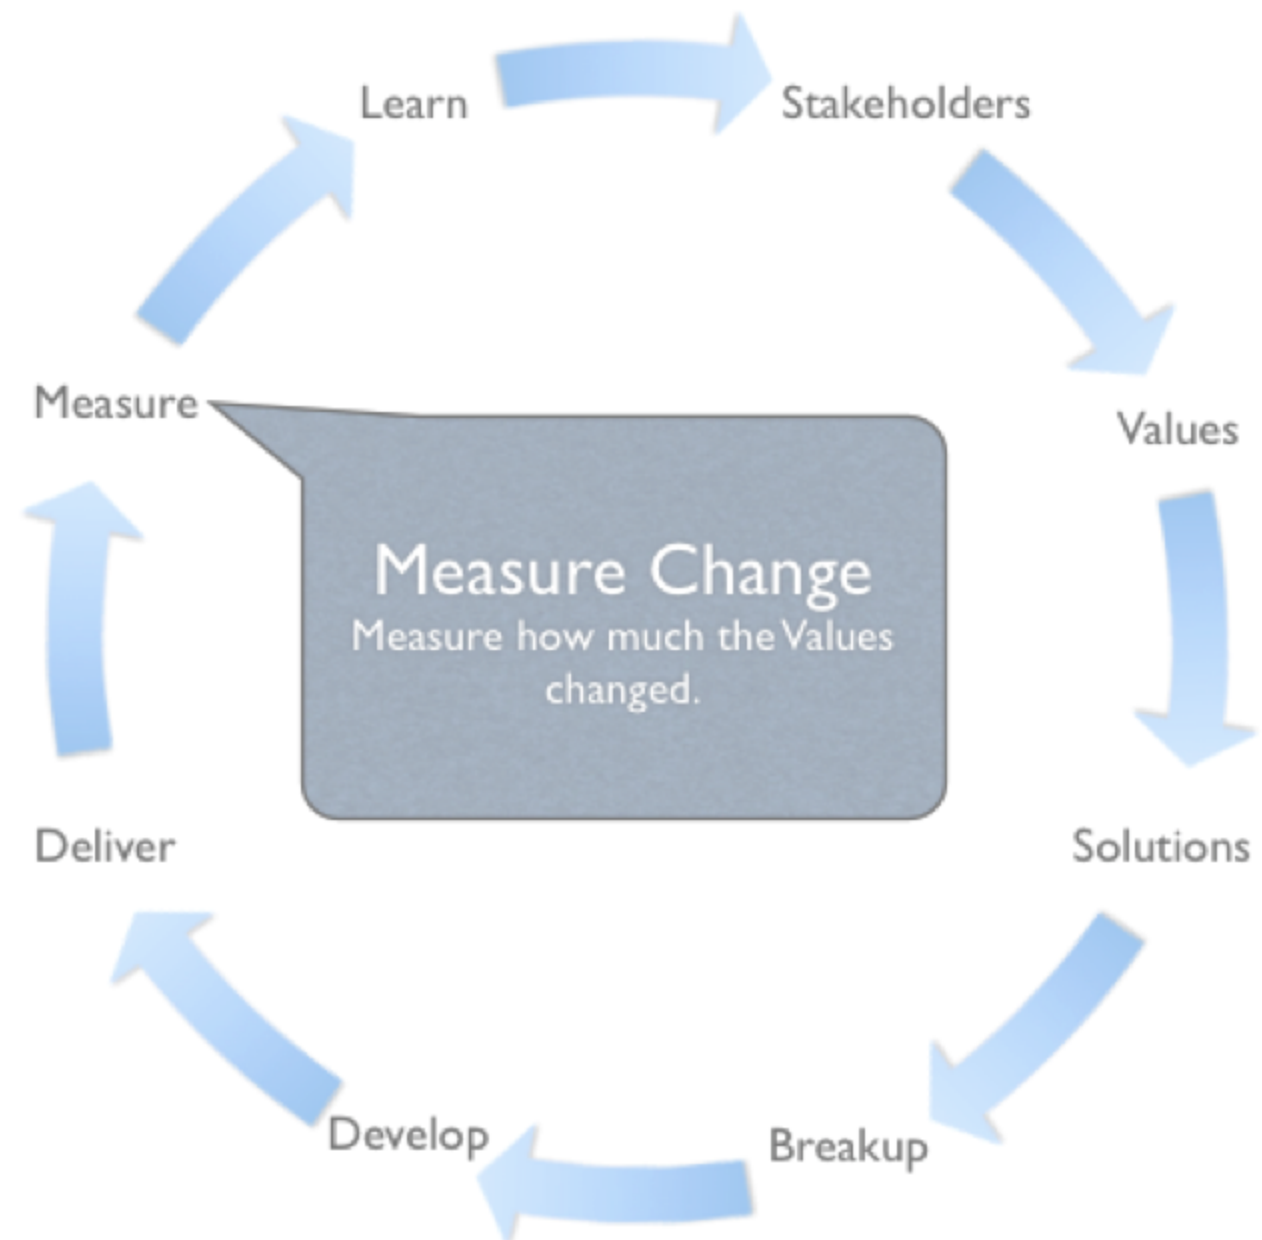 Learn
Stakeholders
Measure
Values
Measure Change
Measure how much the Values
changed.
Deliver
Solutions
Develop
Breakup